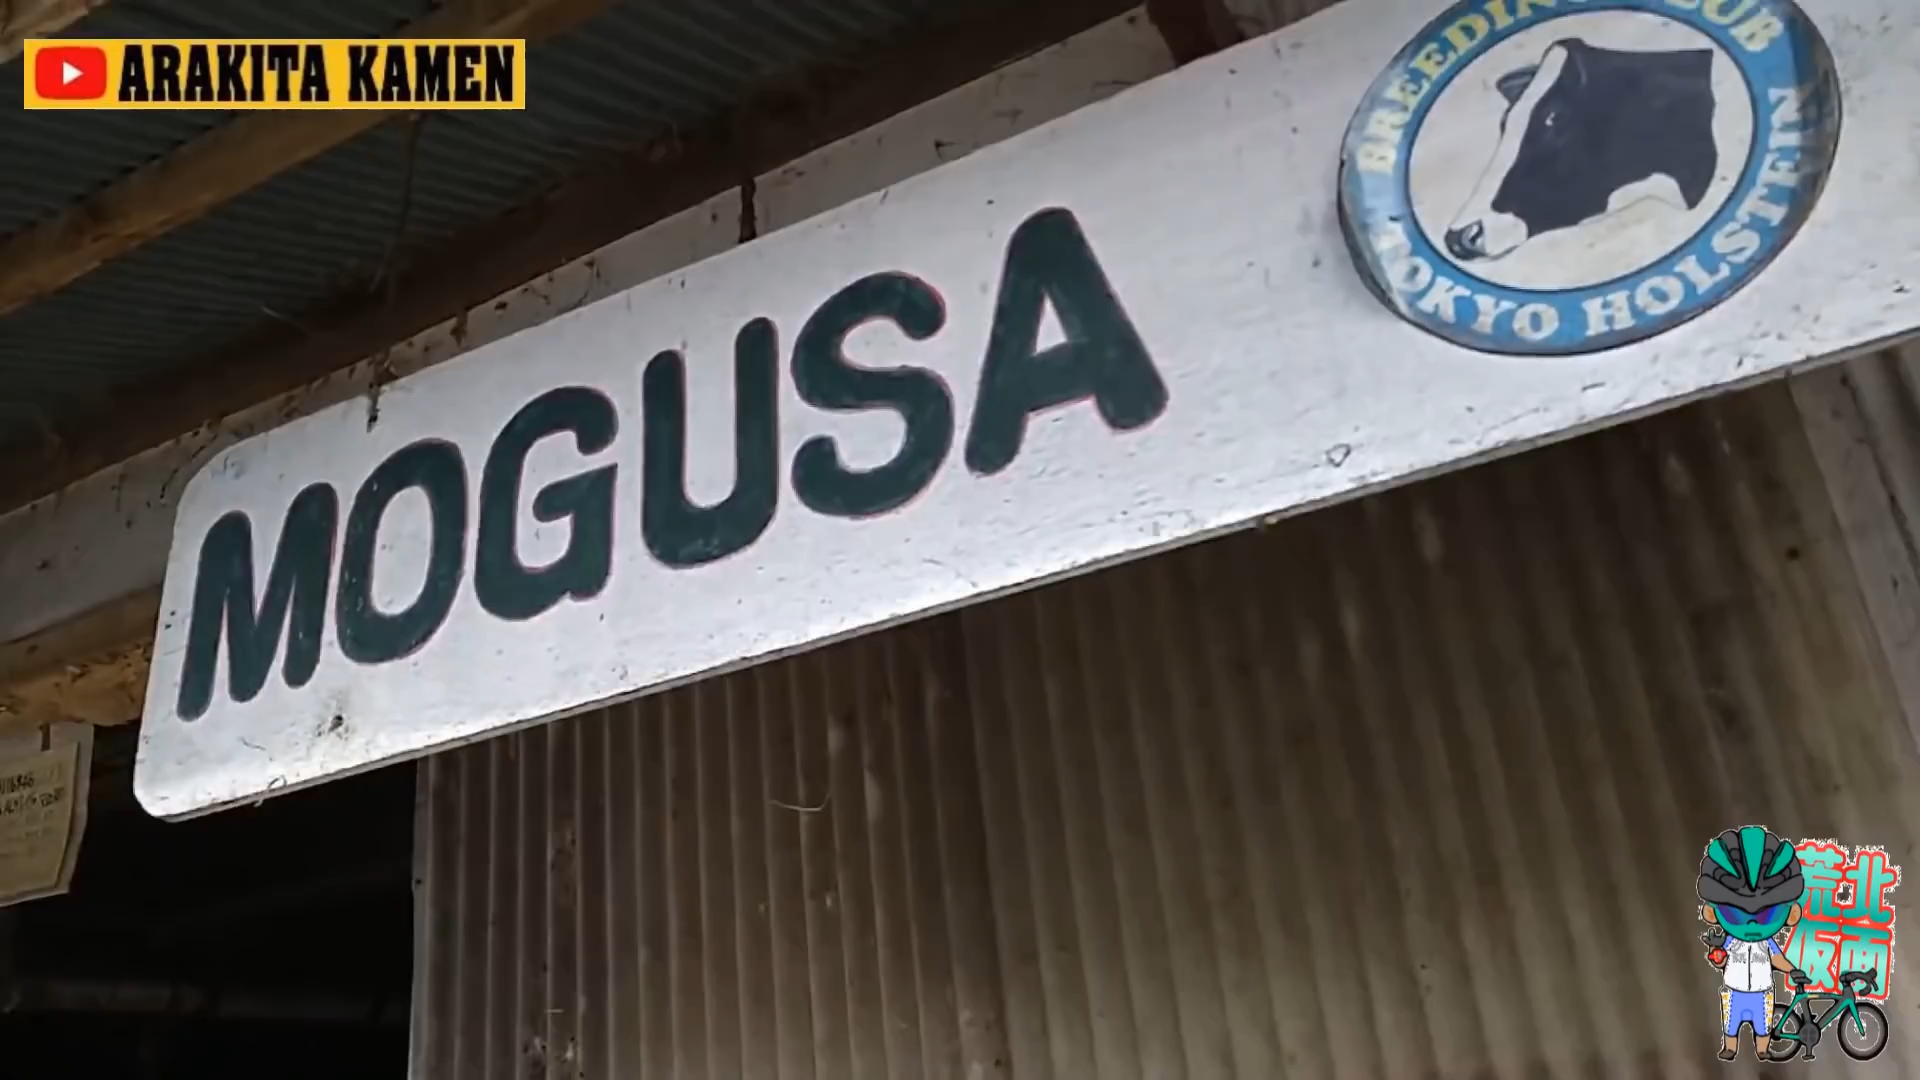 ARAKITA KAMEN
MOGUSA
BREEDING CLUB
TOKYO HOLSTEIN
荒北
仮面